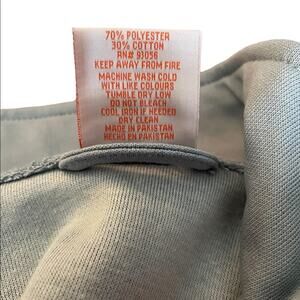 70% POLYESTER
30% COTTON
RN# 93056
KEEP AWAY FROM FIRE
MACHINE WASH COLD
WITH LIKE COLOURS
TUMBLE DRY LOW
DO NOT BLEACH
COOL IRON IF NEEDED
DRY CLEAN
MADE IN PAKISTAN
HECHO EN PAKISTAN